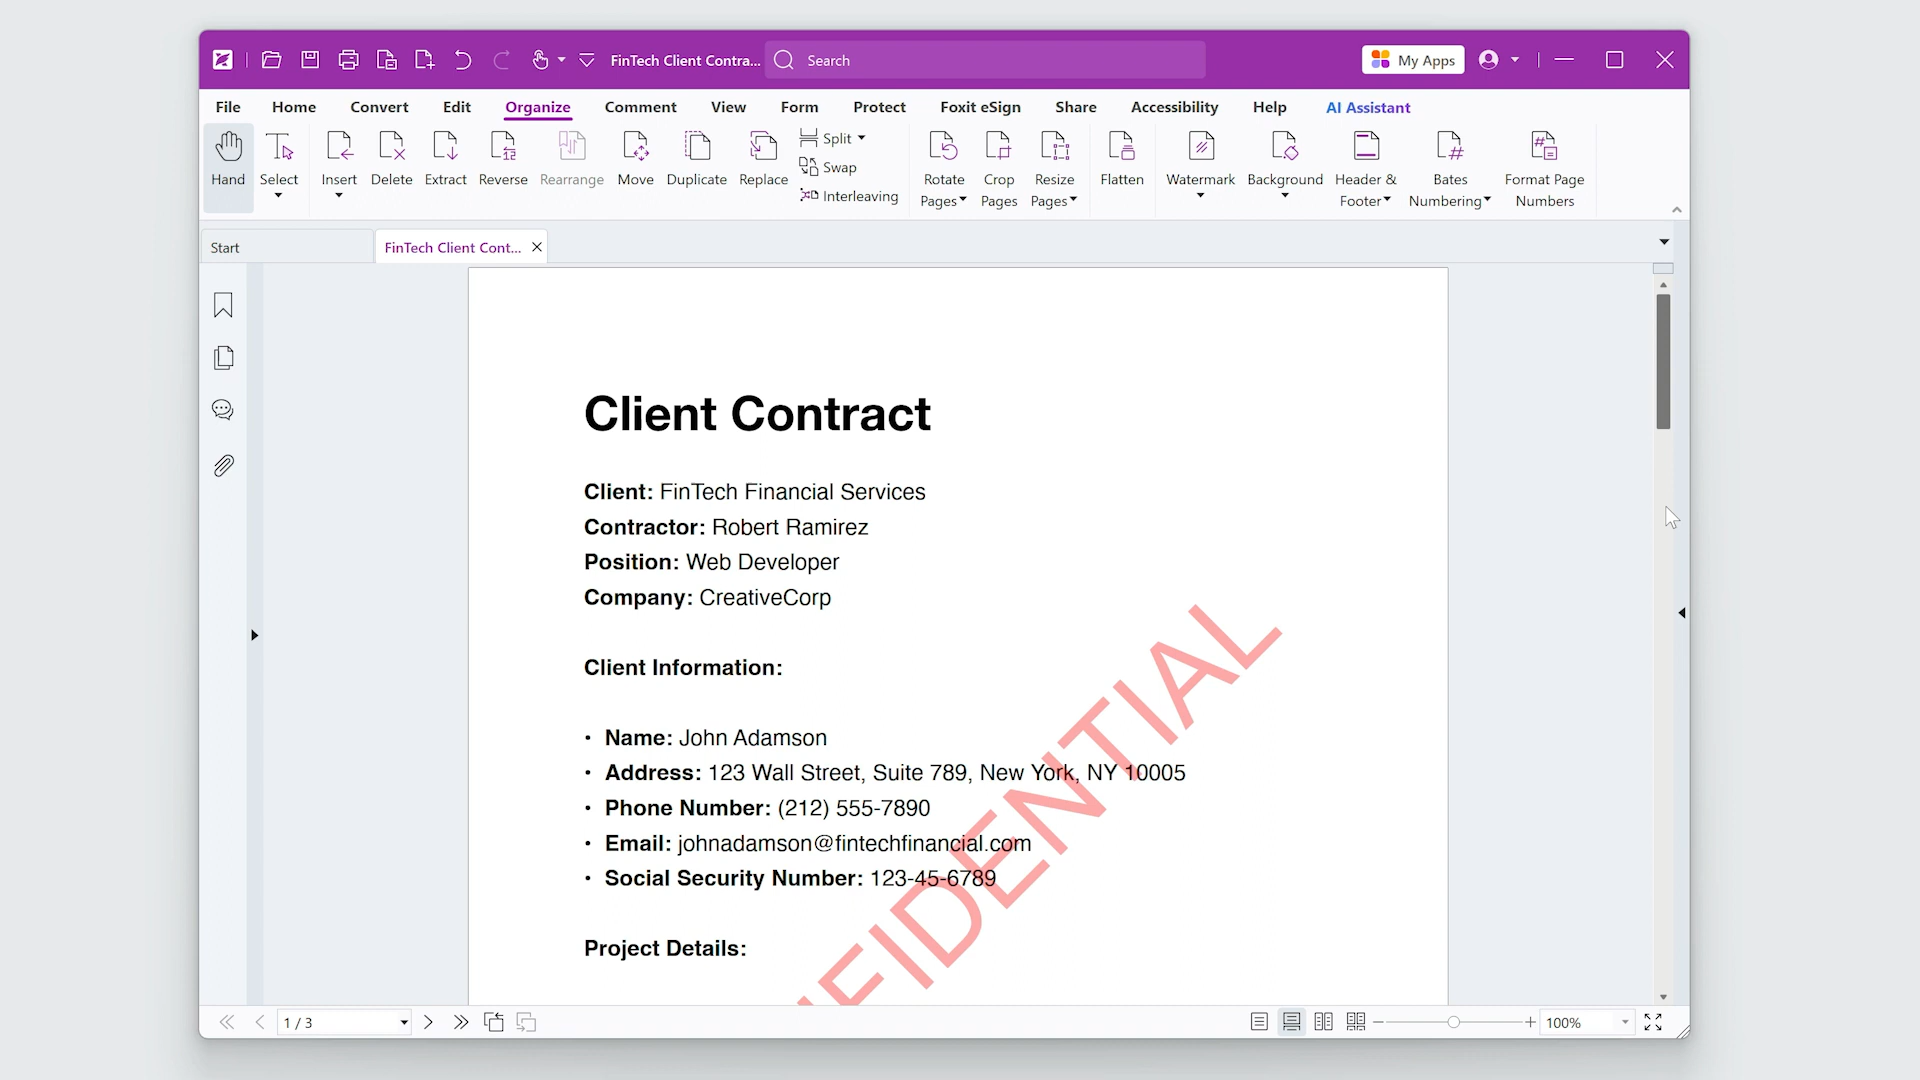 FinTech Client Contra...
Search
My Apps
File Home Convert Edit Organize Comment View Form Protect Foxit eSign Share Accessibility Help AI Assistant
Hand
Select
Insert
Delete
Extract
Reverse
Rearrange
Move
Duplicate
Replace
Split
Swap
Interleaving
Rotate
Pages
Crop
Pages
Resize
Pages
Flatten
Watermark
Background
Header &
Footer
Bates
Numbering
Format Page
Numbers
Start
FinTech Client Cont...
Client Contract
Client: FinTech Financial Services
Contractor: Robert Ramirez
Position: Web Developer
Company: CreativeCorp
Client Information:
• Name: John Adamson
• Address: 123 Wall Street, Suite 789, New York, NY 10005
• Phone Number: (212) 555-7890
• Email: johnadamson@fintechfinancial.com
• Social Security Number: 123-45-6789
Project Details:
FIDENTIAL
1 / 3
100%